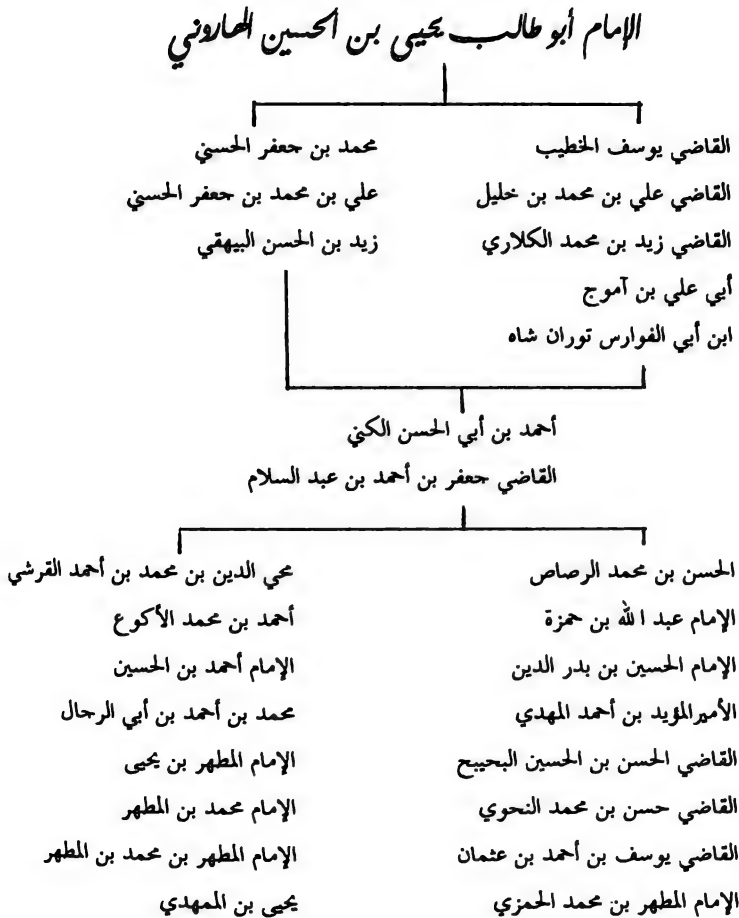 الإمام أبو طالب يحيى بن الحسين الهاروني
القاضي يوسف الخطيب
القاضي علي بن محمد بن خليل
القاضي زيد بن محمد الكلاري
أبي علي بن آموج
ابن أبي الفوارس توران شاه
محمد بن جعفر الحسني
علي بن محمد بن جعفر الحسني
زيد بن الحسن البيهقي
أحمد بن أبي الحسن الكني
القاضي جعفر بن أحمد بن عبد السلام
الحسن بن محمد الرصاص
الإمام عبد الله بن حمزة
الإمام الحسين بن بدر الدين
الأميرالمؤيد بن أحمد المهدي
القاضي الحسن بن الحسين البحيبح
القاضي حسن بن محمد النحوي
القاضي يوسف بن أحمد بن عثمان
الإمام المطهر بن محمد الحمزي
محي الدين بن محمد بن أحمد القرشي
أحمد بن محمد الأكوع
الإمام أحمد بن الحسين
محمد بن أحمد بن أبي الرحال
الإمام المطهر بن يحيى
الإمام محمد بن المطهر
الإمام المطهر بن محمد بن المطهر
يحيى بن الممهدي